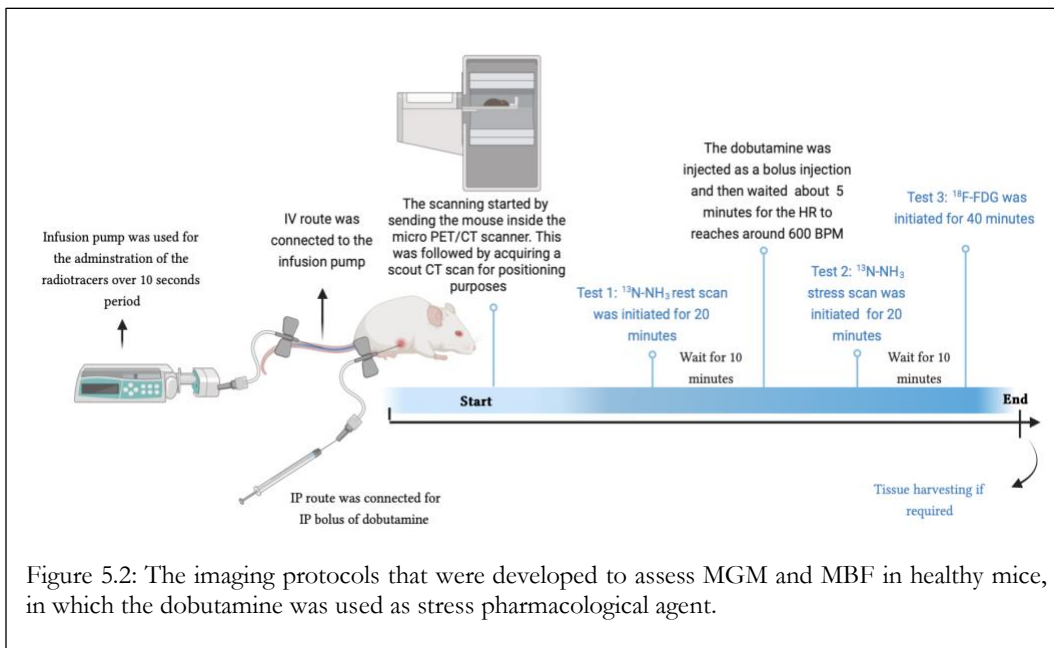 Infusion pump was used for
the adminstration of the
radiotracers over 10 seconds
period
IV route was
connected to the
infusion pump
The scanning started by
sending the mouse inside the
micro PET/CT scanner. This
was followed by acquiring a
scout CT scan for positioning
purposes
Test 1: ¹³N-NH₃ rest scan
was initiated for 20
minutes
Wait for 10
minutes
The dobutamine was
injected as a bolus injection
and then waited about 5
minutes for the HR to
reaches around 600 BPM
Test 2: ¹³N-NH₃
stress scan was
initiated for 20
minutes
Wait for 10
minutes
Test 3: ¹⁸F-FDG was
initiated for 40 minutes
Start
End
IP route was connected for
IP bolus of dobutamine
Tissue harvesting if
required
Figure 5.2: The imaging protocols that were developed to assess MGM and MBF in healthy mice,
in which the dobutamine was used as stress pharmacological agent.